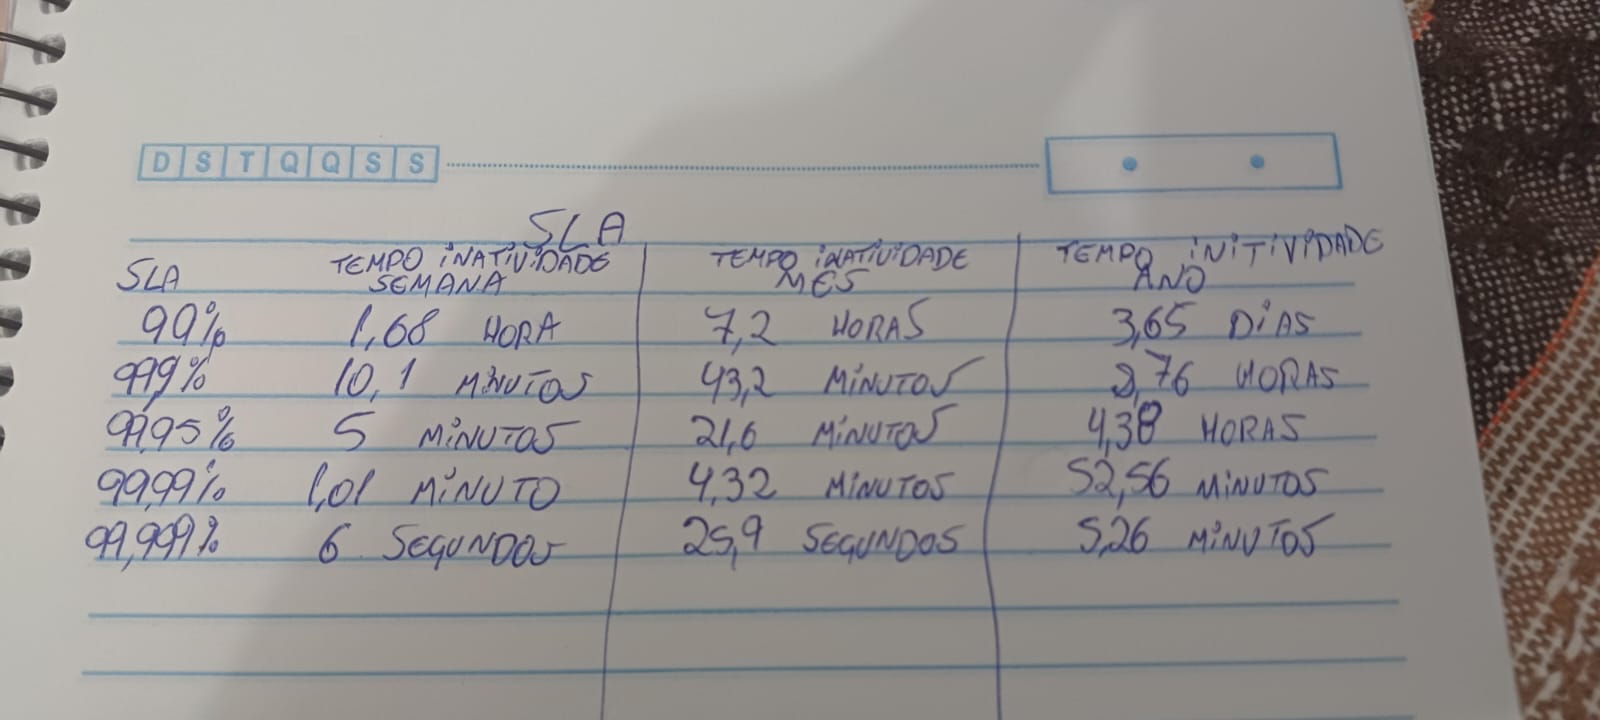 D S T Q Q S S
SLA
SLA TEMPO INATIVIDADE SEMANA TEMPO INATIVIDADE MÊS TEMPO INITIVIDADE ANO
99% 1,68 HORA 7,2 HORAS 3,65 DIAS
99,9% 10,1 MINUTOS 43,2 MINUTOS 8,76 HORAS
99,95% 5 MINUTOS 21,6 MINUTOS 4,38 HORAS
99,99% 1,01 MINUTO 4,32 MINUTOS 52,56 MINUTOS
99,999% 6 SEGUNDOS 25,9 SEGUNDOS 5,26 MINUTOS